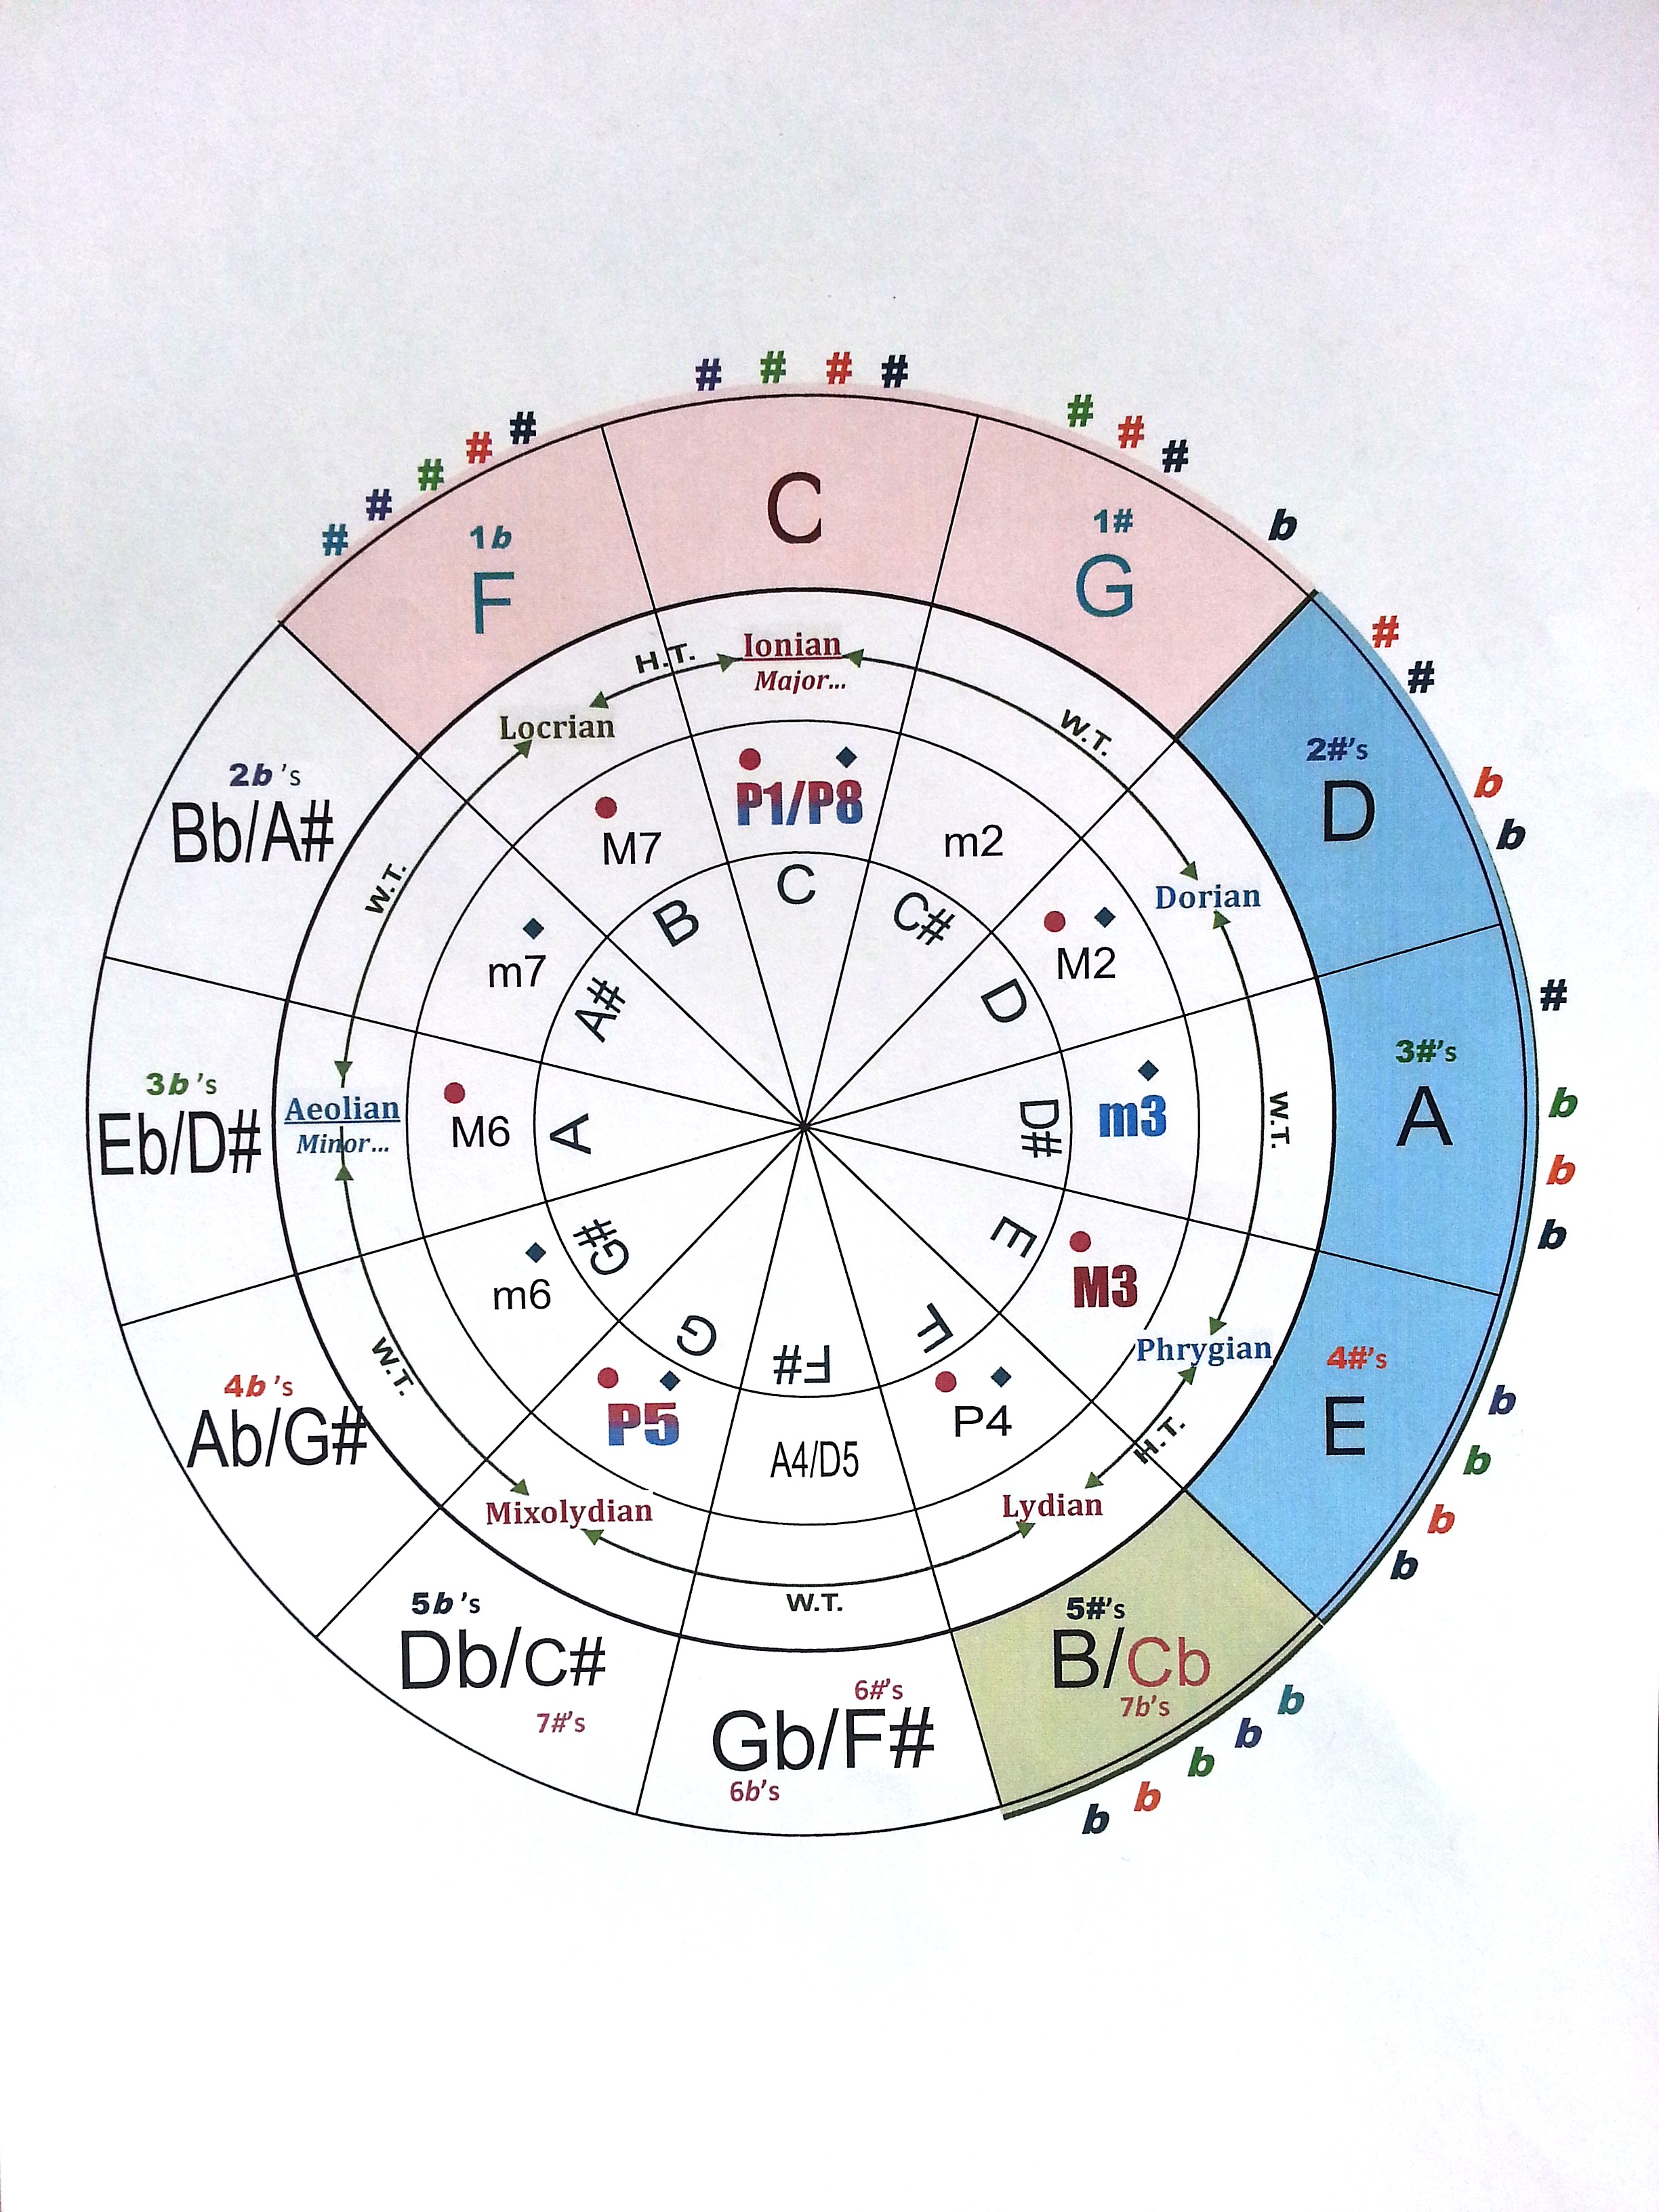 # # # #
# # # b
# #
b b
#
b b b
b b b b
b b b b b
# # # # #
C
1#
G
2#'s
D
3#'s
A
4#'s
E
5#'s
B/Cb
7b's
6#'s
Gb/F#
6b's
5b's
Db/C#
7#'s
4b's
Ab/G#
3b's
Eb/D#
2b's
Bb/A#
1b
F
Ionian
Major...
W.T.
Dorian
W.T.
Phrygian
H.T.
Lydian
W.T.
Mixolydian
W.T.
Aeolian
Minor...
W.T.
Locrian
H.T.
P1/P8
m2
M2
m3
M3
P4
A4/D5
P5
m6
M6
m7
M7
C
C#
D
D#
E
F
F#
G
G#
A
A#
B